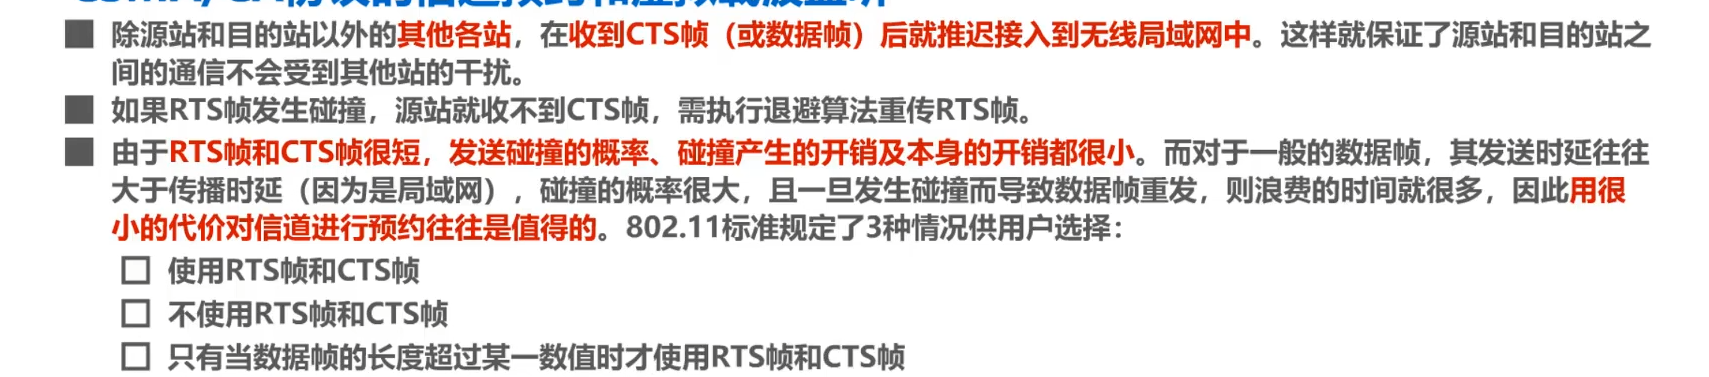 除源站和目的站以外的其他各站，在收到CTS帧（或数据帧）后就推迟接入到无线局域网中。这样就保证了源站和目的站之
间的通信不会受到其他站的干扰。
如果RTS帧发生碰撞，源站就收不到CTS帧，需执行退避算法重传RTS帧。
由于RTS帧和CTS帧很短，发送碰撞的概率、碰撞产生的开销及本身的开销都很小。而对于一般的数据帧，其发送时延往往
大于传播时延（因为是局域网），碰撞的概率很大，且一旦发生碰撞而导致数据帧重发，则浪费的时间就很多，因此用很
小的代价对信道进行预约往往是值得的。802.11标准规定了3种情况供用户选择：
使用RTS帧和CTS帧
不使用RTS帧和CTS帧
只有当数据帧的长度超过某一数值时才使用RTS帧和CTS帧